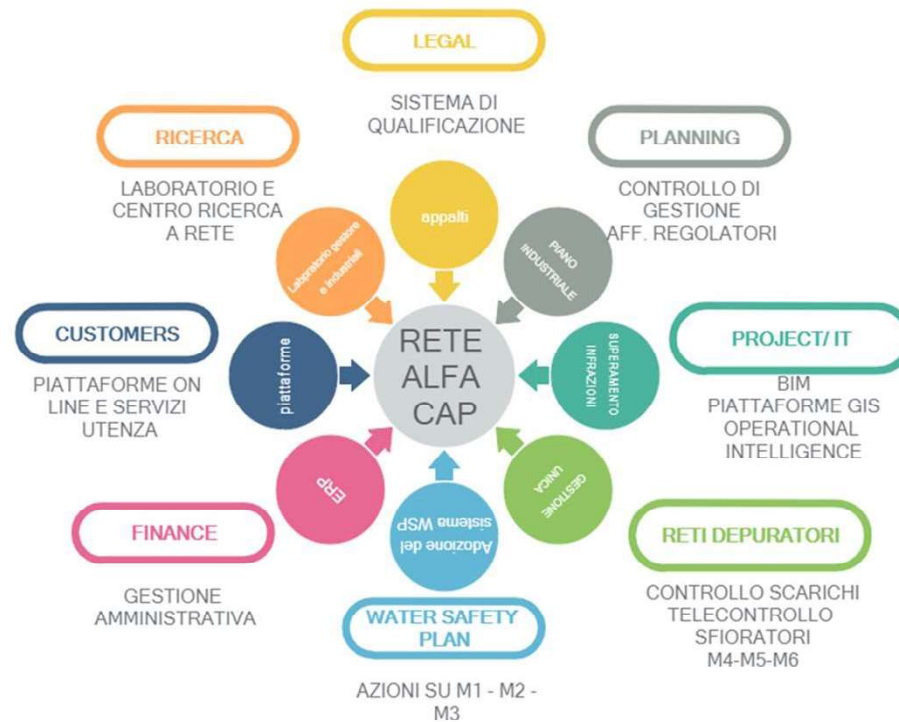 LEGAL
SISTEMA DI
QUALIFICAZIONE
appalti
PLANNING
CONTROLLO DI
GESTIONE
AFF. REGOLATORI
PIANO
INDUSTRIALE
PROJECT/ IT
BIM
PIATTAFORME GIS
OPERATIONAL
INTELLIGENCE
SUPERAMENTO
INFRAZIONI
RETI DEPURATORI
CONTROLLO SCARICHI
TELECONTROLLO
SFIORATORI
M4-M5-M6
GESTIONE
UNICA
WATER SAFETY
PLAN
AZIONI SU M1 - M2 -
M3
Adozione del
sistema WSP
FINANCE
GESTIONE
AMMINISTRATIVA
ERP
CUSTOMERS
PIATTAFORME ON
LINE E SERVIZI
UTENZA
piattaforme
RICERCA
LABORATORIO E
CENTRO RICERCA
A RETE
Labpratorio gestore
e industriali
RETE
ALFA
CAP